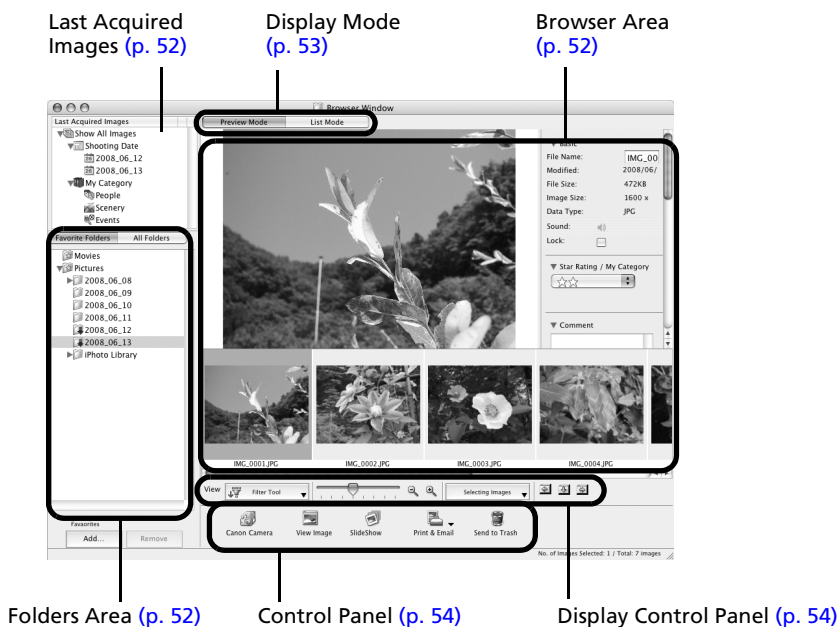 Last Acquired
Images (p. 52)
Display Mode
(p. 53)
Browser Area
(p. 52)
Browser Window
Last Acquired Images
Preview Mode
List Mode
Show All Images
Shooting Date
2008_06_12
2008_06_13
My Category
People
Scenery
Events
Favorite Folders
All Folders
Movies
Pictures
2008_06_08
2008_06_09
2008_06_10
2008_06_11
2008_06_12
2008_06_13
iPhoto Library
Basic
File Name: IMG_00
Modified: 2008/06/
File Size: 472KB
Image Size: 1600 x
Data Type: JPG
Sound:
Lock:
Star Rating / My Category
Comment
IMG_0001.JPG
IMG_0002.JPG
IMG_0003.JPG
IMG_0004.JPG
View
Filter Tool
Selecting Images
Favaorites
Add...
Remove
Canon Camera
View Image
SlideShow
Print & Email
Send to Trash
No. of Images Selected: 1 / Total: 7 images
Folders Area (p. 52)
Control Panel (p. 54)
Display Control Panel (p. 54)